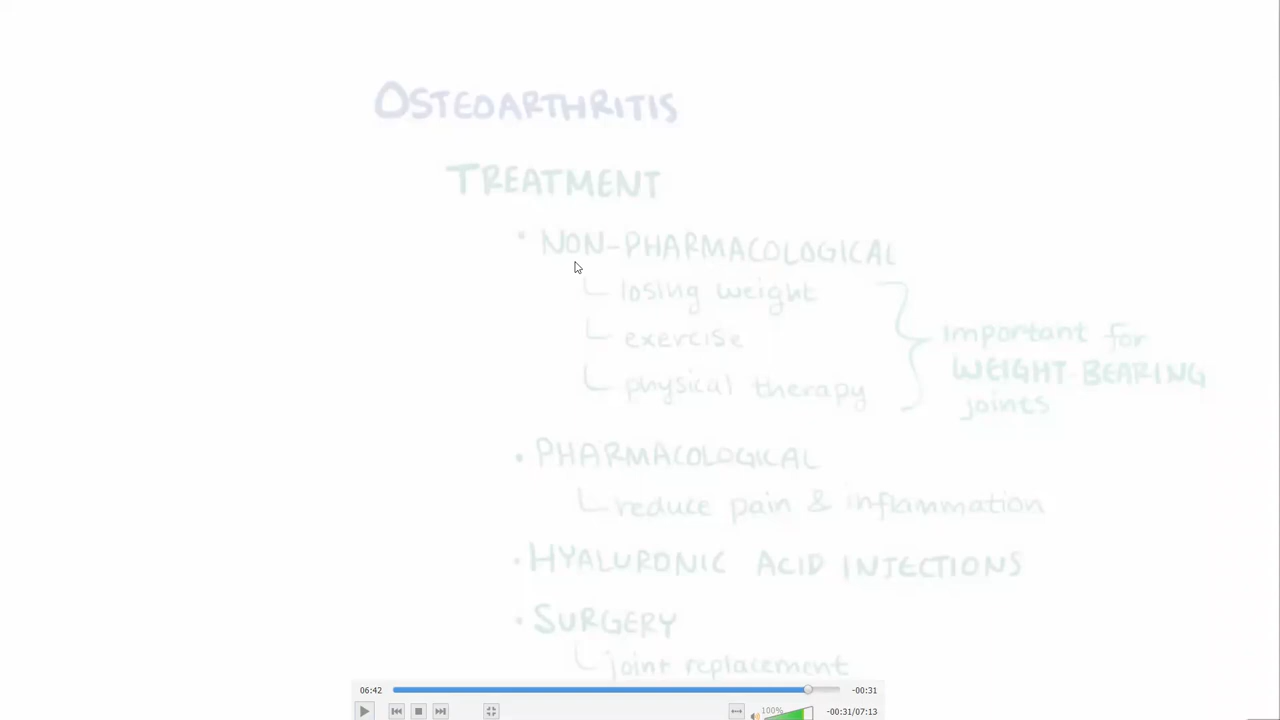 OSTEOARTHRITIS
TREATMENT
• NON-PHARMACOLOGICAL
losing weight
exercise
physical therapy
important for
WEIGHT BEARING
joints
• PHARMACOLOGICAL
reduce pain & inflammation
• HYALURONIC ACID INJECTIONS
• SURGERY
joint replacement
06:42
-00:31
100%
-00:31/07:13